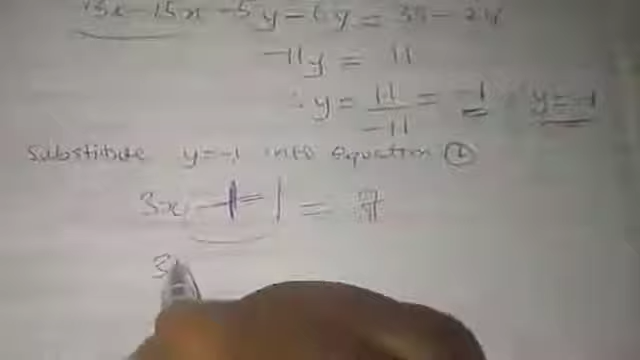 15x - 15x - 5y - 6y = 35 - 24
-11y = 11
∴ y = 11/-11 = -1 y = -1
Substitute y = -1 into Equation ①
3x - - 1 = 7
3